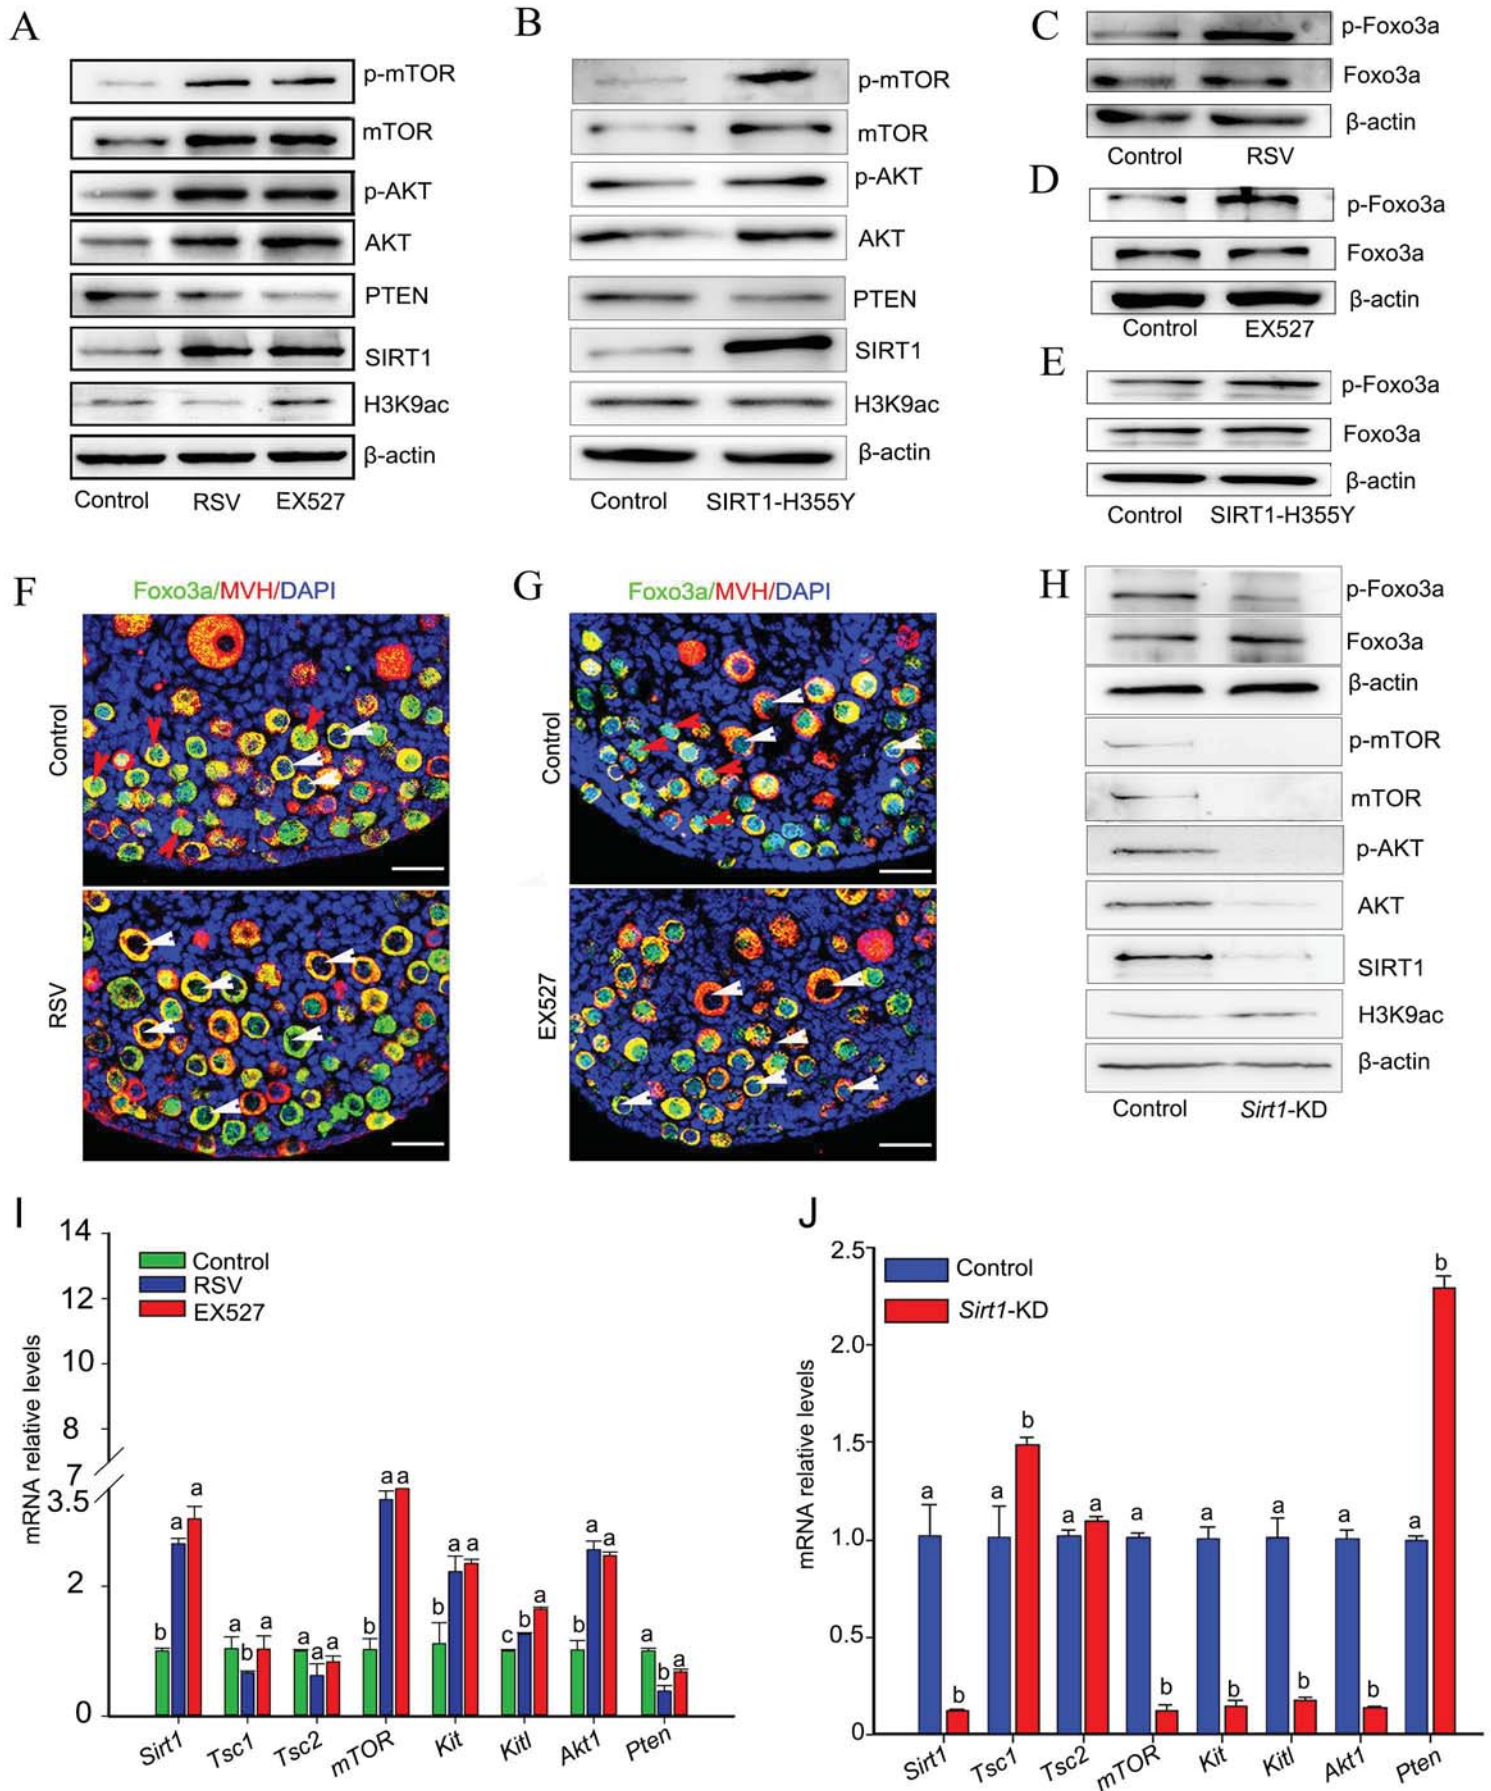 A
p-mTOR
mTOR
p-AKT
AKT
PTEN
SIRT1
H3K9ac
β-actin
Control RSV EX527
B
p-mTOR
mTOR
p-AKT
AKT
PTEN
SIRT1
H3K9ac
β-actin
Control SIRT1-H355Y
C
p-Foxo3a
Foxo3a
β-actin
Control RSV
D
p-Foxo3a
Foxo3a
β-actin
Control EX527
E
p-Foxo3a
Foxo3a
β-actin
Control SIRT1-H355Y
F
Foxo3a/MVH/DAPI
Control
RSV
G
Foxo3a/MVH/DAPI
Control
EX527
H
p-Foxo3a
Foxo3a
β-actin
p-mTOR
mTOR
p-AKT
AKT
SIRT1
H3K9ac
β-actin
Control Sirt1-KD
I
mRNA relative levels
14
12
10
8
7
3.5
2
0
Control
RSV
EX527
b a a
a b a
a a a
b a a
b a a
c b a
b a a
a b a
Sirt1 Tsc1 Tsc2 mTOR Kit Kitl Akt1 Pten
J
mRNA relative levels
2.5
2.0
1.5
1.0
0.5
0
Control
Sirt1-KD
a b
a b
a a
a b
a b
a b
a b
a b
Sirt1 Tsc1 Tsc2 mTOR Kit Kitl Akt1 Pten